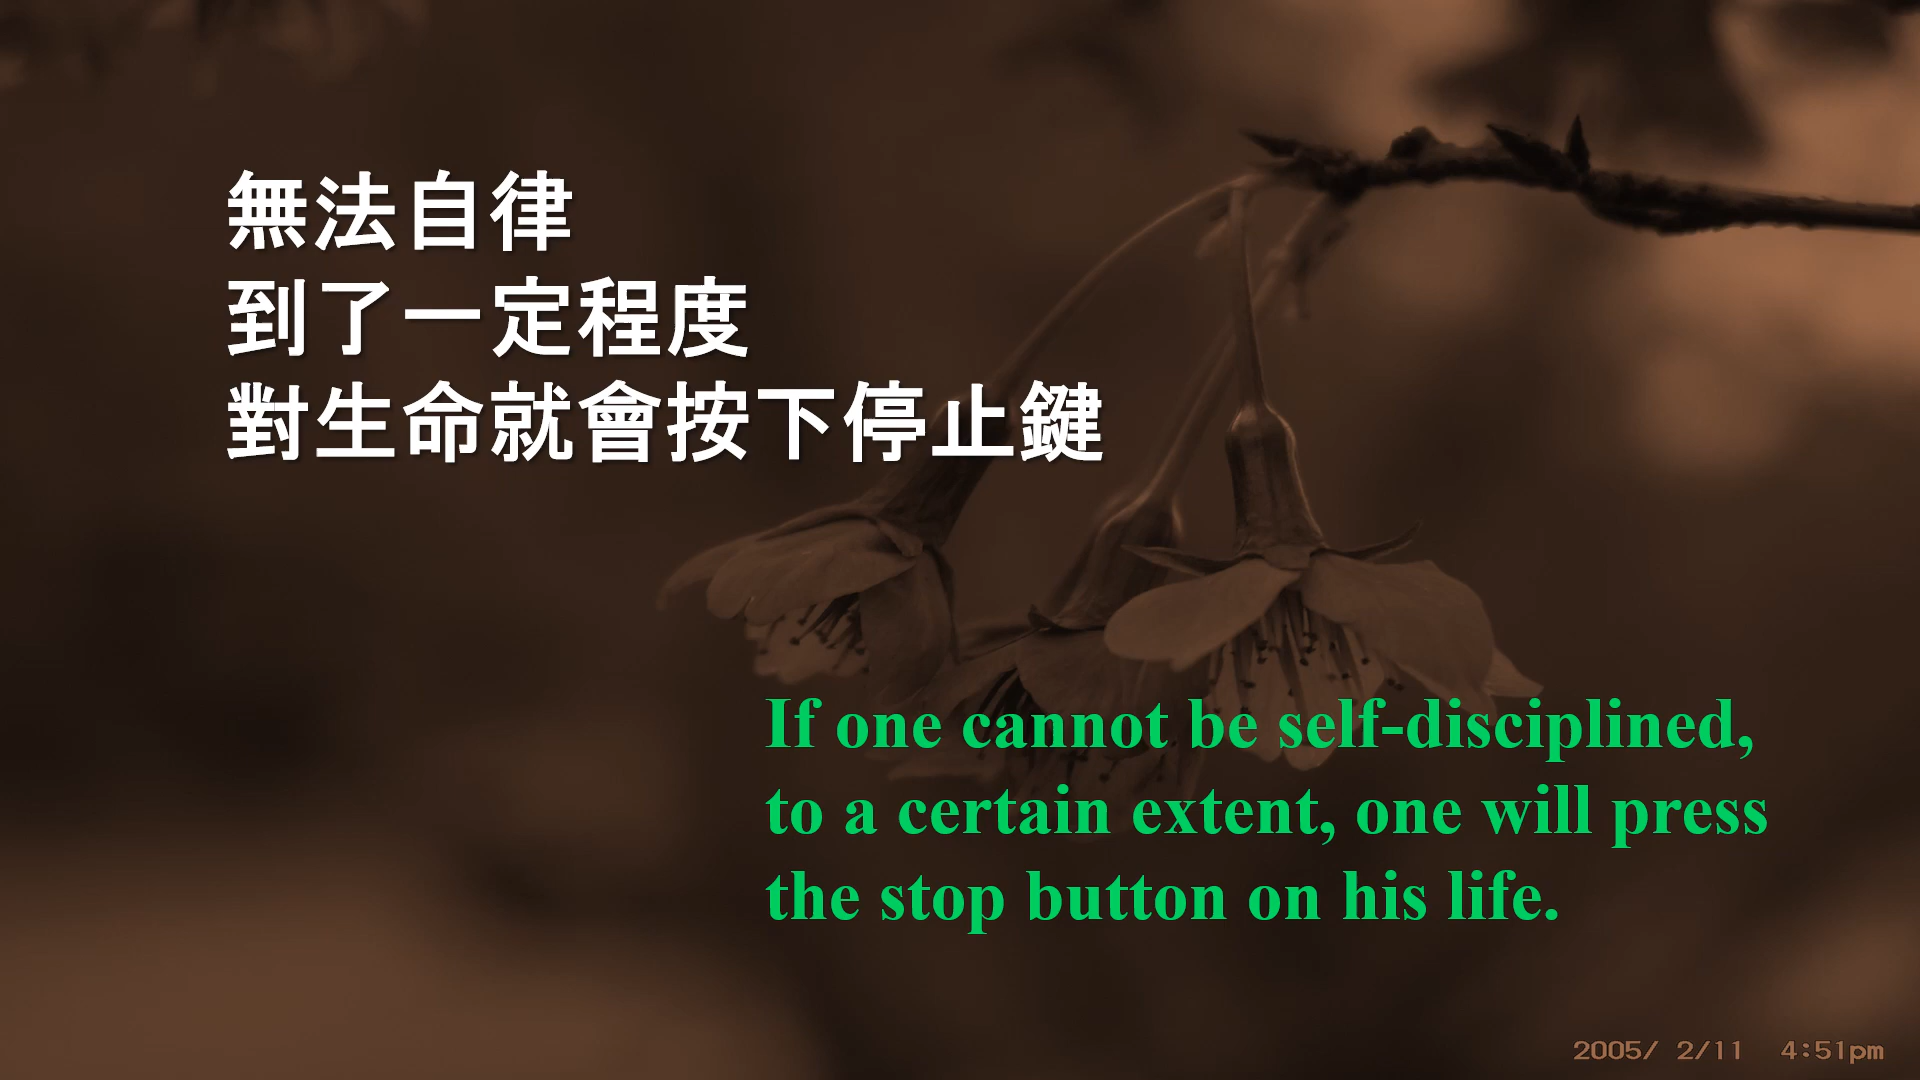 無法自律
到了一定程度
對生命就會按下停止鍵
If one cannot be self-disciplined,
to a certain extent, one will press
the stop button on his life.
2005/ 2/11 4:51pm